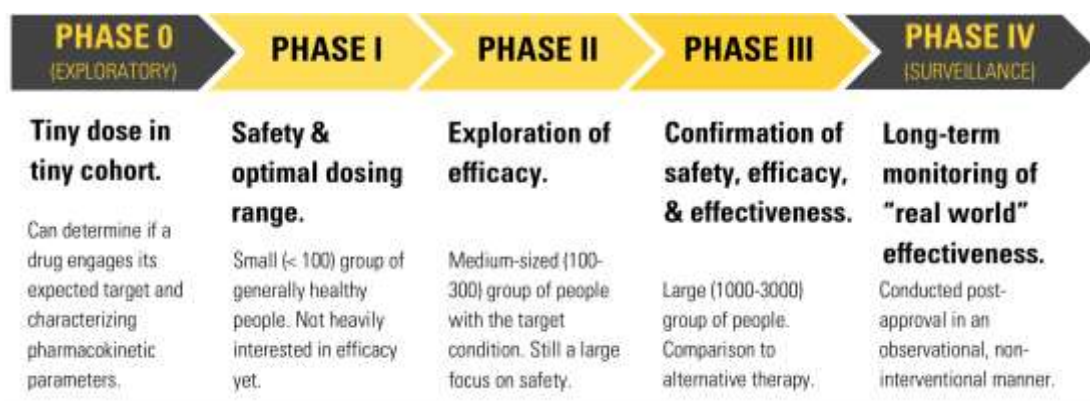 PHASE 0
(EXPLORATORY)
PHASE I
PHASE II
PHASE III
PHASE IV
(SURVEILLANCE)
Tiny dose in
tiny cohort.
Can determine if a
drug engages its
expected target and
characterizing
pharmacokinetic
parameters.
Safety &
optimal dosing
range.
Small (< 100) group of
generally healthy
people. Not heavily
interested in efficacy
yet.
Exploration of
efficacy.
Medium-sized (100-
300) group of people
with the target
condition. Still a large
focus on safety.
Confirmation of
safety, efficacy,
& effectiveness.
Large (1000-3000)
group of people.
Comparison to
alternative therapy.
Long-term
monitoring of
"real world"
effectiveness.
Conducted post-
approval in an
observational, non-
interventional manner.